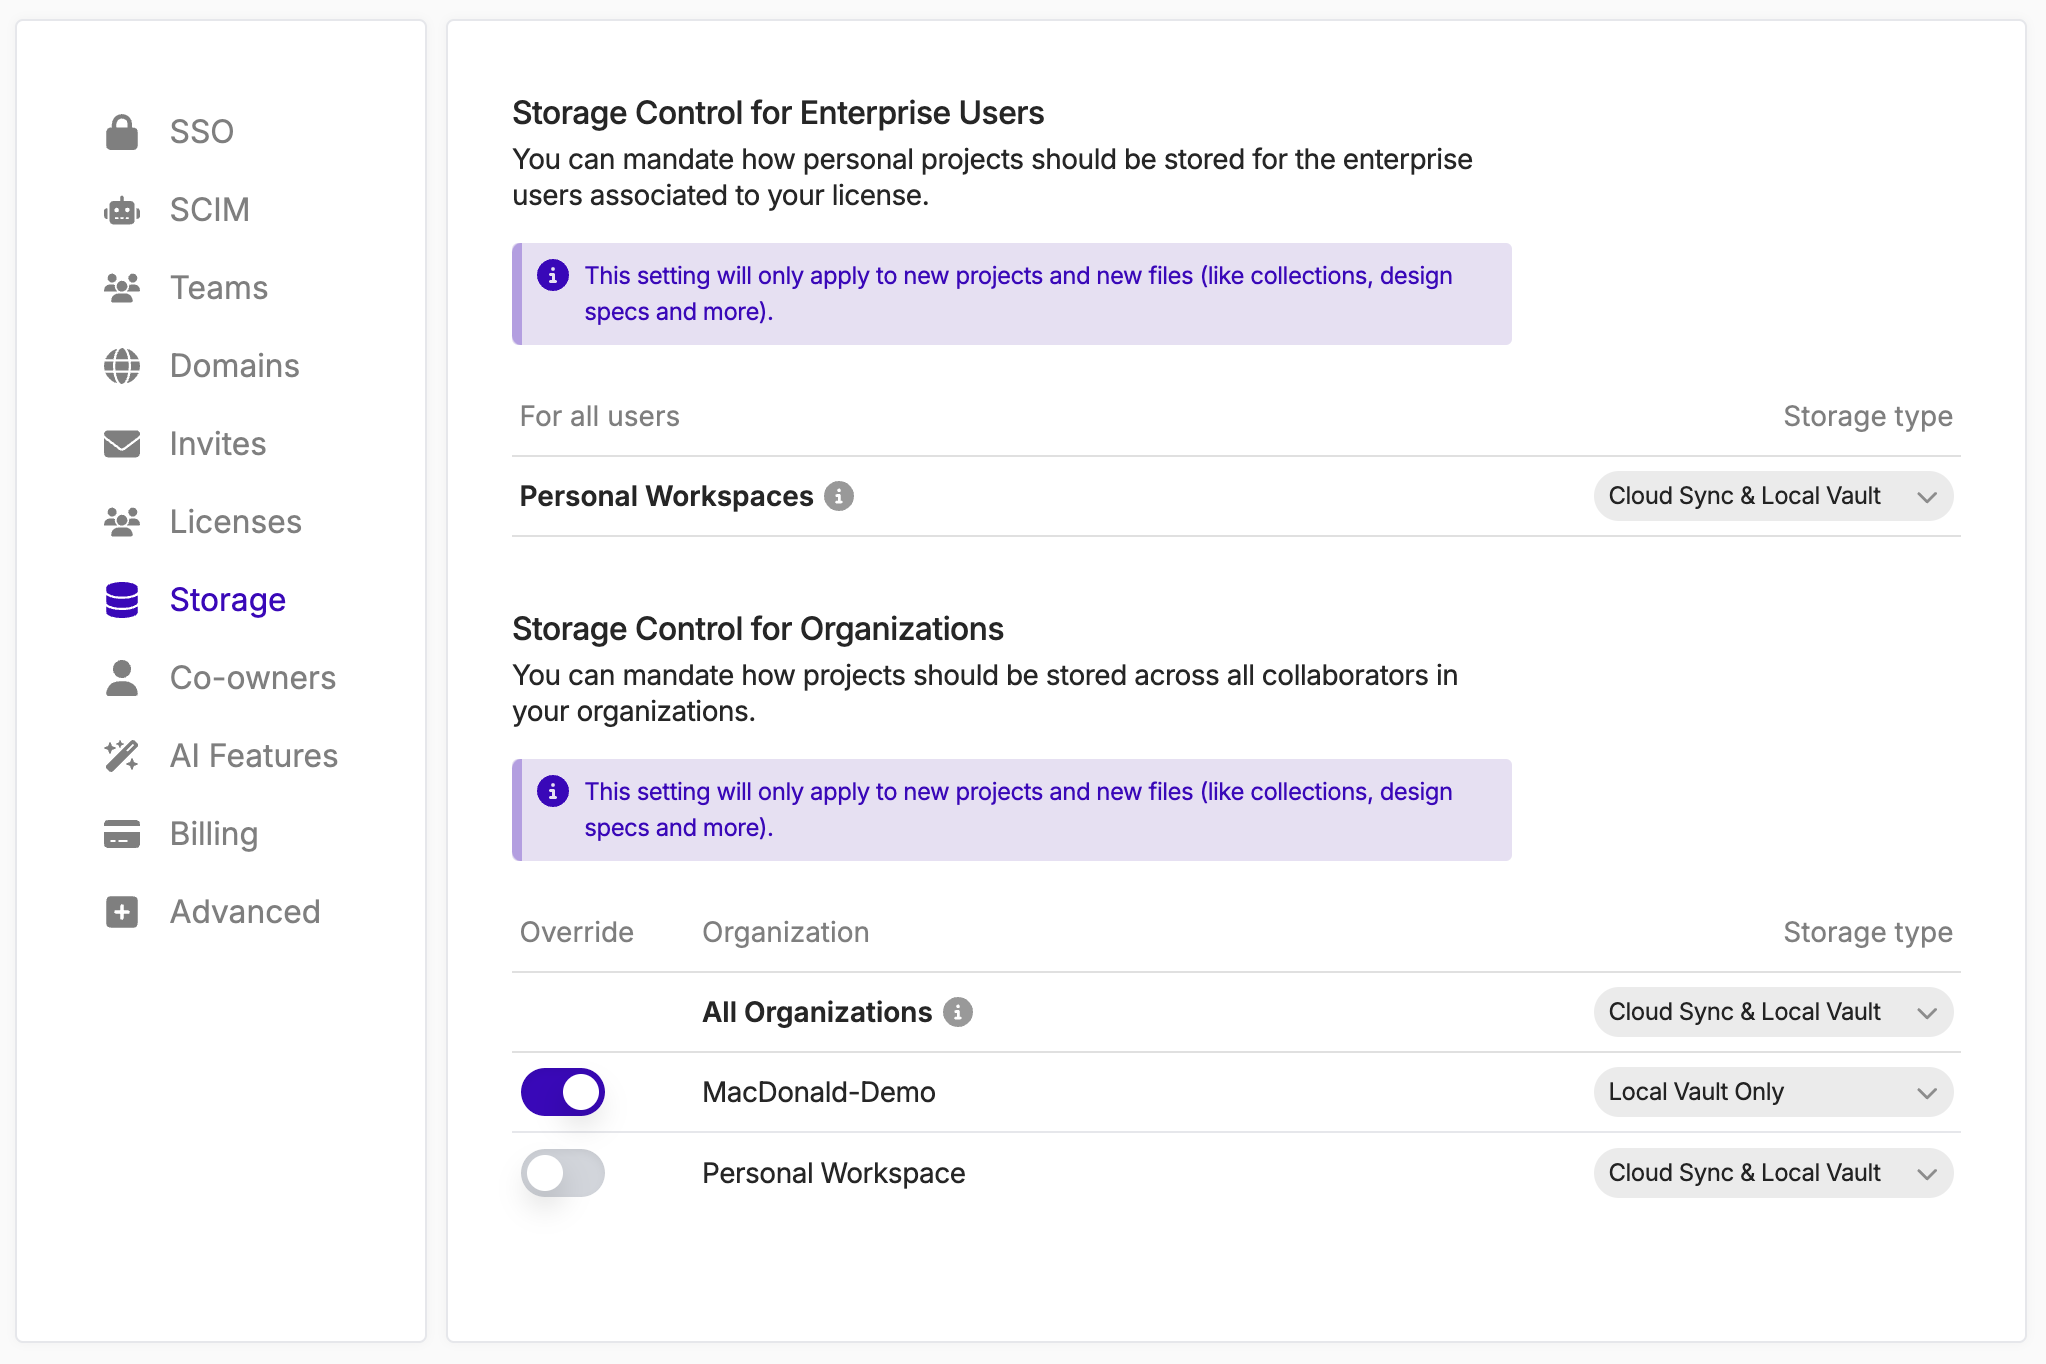 SSO
SCIM
Teams
Domains
Invites
Licenses
Storage
Co-owners
AI Features
Billing
Advanced
Storage Control for Enterprise Users
You can mandate how personal projects should be stored for the enterprise
users associated to your license.
This setting will only apply to new projects and new files (like collections, design
specs and more).
For all users Storage type
Personal Workspaces Cloud Sync & Local Vault
Storage Control for Organizations
You can mandate how projects should be stored across all collaborators in
your organizations.
This setting will only apply to new projects and new files (like collections, design
specs and more).
Override Organization Storage type
All Organizations Cloud Sync & Local Vault
MacDonald-Demo Local Vault Only
Personal Workspace Cloud Sync & Local Vault